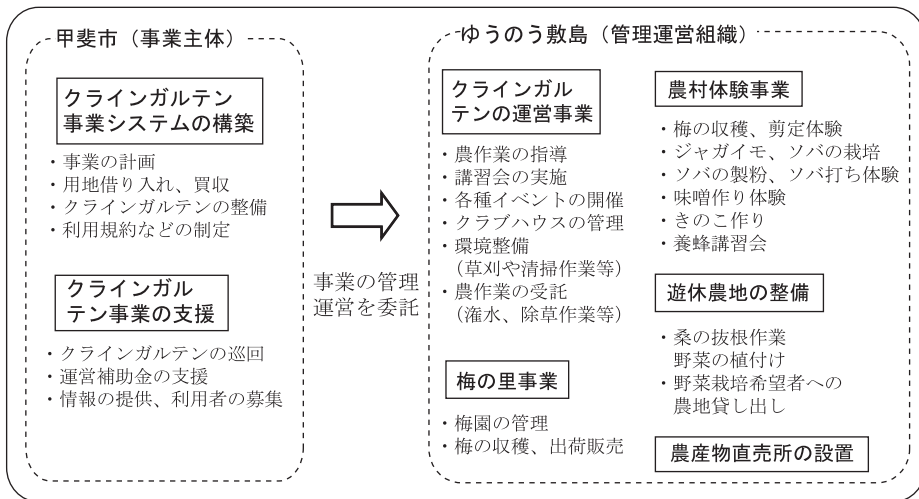 甲斐市（事業主体）
クラインガルテン
事業システムの構築
・事業の計画
・用地借り入れ、買収
・クラインガルテンの整備
・利用規約などの制定
クラインガル
テン事業の支援
・クラインガルテンの巡回
・運営補助金の支援
・情報の提供、利用者の募集
事業の管理
運営を委託
ゆうのう敷島（管理運営組織）
クラインガル
テンの運営事業
・農作業の指導
・講習会の実施
・各種イベントの開催
・クラブハウスの管理
・環境整備
（草刈や清掃作業等）
・農作業の受託
（潅水、除草作業等）
梅の里事業
・梅園の管理
・梅の収穫、出荷販売
農村体験事業
・梅の収穫、剪定体験
・ジャガイモ、ソバの栽培
・ソバの製粉、ソバ打ち体験
・味噌作り体験
・きのこ作り
・養蜂講習会
遊休農地の整備
・桑の抜根作業
野菜の植付け
・野菜栽培希望者への
農地貸し出し
農産物直売所の設置